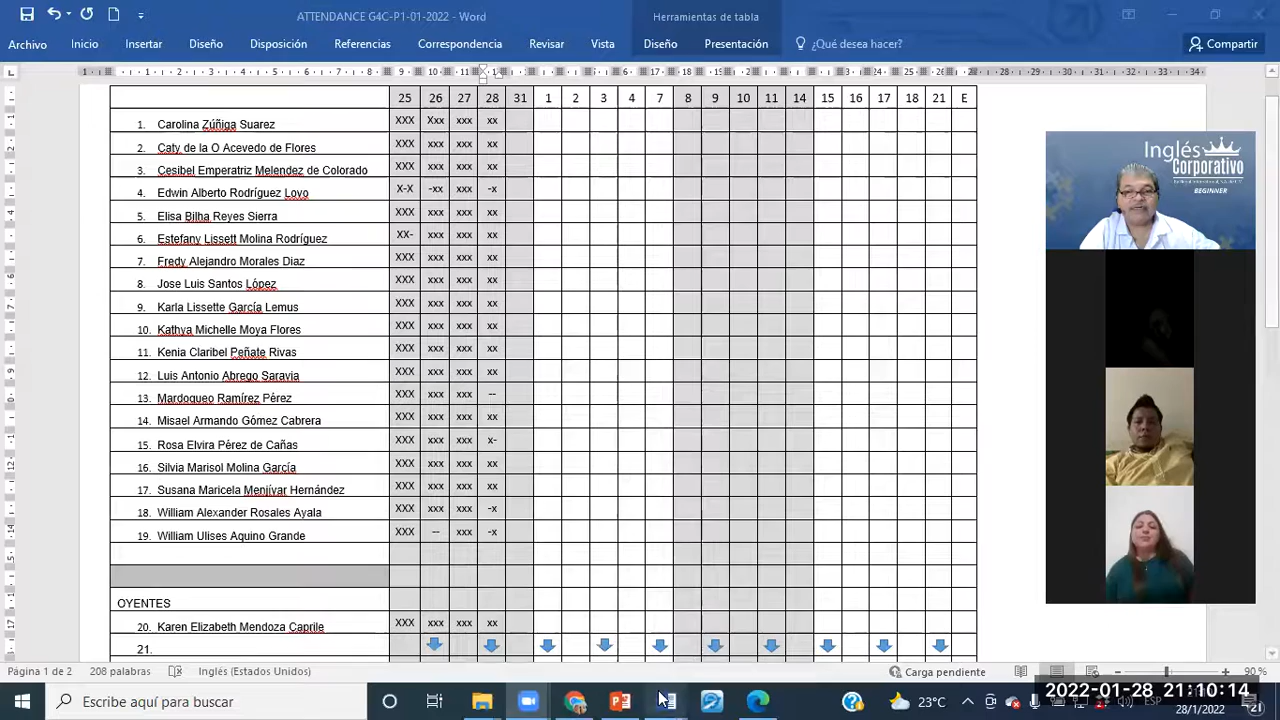 ATTENDANCE G4C-P1-01-2022 - Word
Herramientas de tabla
Archivo Inicio Insertar Diseño Disposición Referencias Correspondencia Revisar Vista Diseño Presentación ¿Qué desea hacer? Compartir
25 26 27 28 31 1 2 3 4 7 8 9 10 11 14 15 16 17 18 21 E
1. Carolina Zúñiga Suarez XXX Xxx xxx xx
2. Caty de la O Acevedo de Flores XXX xxx xxx xx
3. Cesibel Emperatriz Melendez de Colorado XXX xxx xxx xx
4. Edwin Alberto Rodríguez Lovo X-X -xx xxx -x
5. Elisa Bilha Reyes Sierra XXX xxx xxx xx
6. Estefany Lissett Molina Rodríguez XX- xxx xxx xx
7. Fredy Alejandro Morales Diaz XXX xxx xxx xx
8. Jose Luis Santos López XXX xxx xxx xx
9. Karla Lissette García Lemus XXX xxx xxx xx
10. Kathya Michelle Moya Flores XXX xxx xxx xx
11. Kenia Claribel Peñate Rivas XXX xxx xxx xx
12. Luis Antonio Abrego Saravia XXX xxx xxx xx
13. Mardoqueo Ramírez Pérez XXX xxx xxx --
14. Misael Armando Gómez Cabrera XXX xxx xxx xx
15. Rosa Elvira Pérez de Cañas XXX xxx xxx x-
16. Silvia Marisol Molina García XXX xxx xxx xx
17. Susana Maricela Menjívar Hernández XXX xxx xxx xx
18. William Alexander Rosales Ayala XXX xxx xxx -x
19. William Ulises Aquino Grande XXX -- xxx -x
OYENTES
20. Karen Elizabeth Mendoza Caprile XXX xxx xxx xx
21.
Inglés
Corporativo
BEGINNER
Página 1 de 2 208 palabras Inglés (Estados Unidos) Carga pendiente 90 %
2022-01-28 21:10:14
Escribe aquí para buscar 23°C ESP
28/1/2022